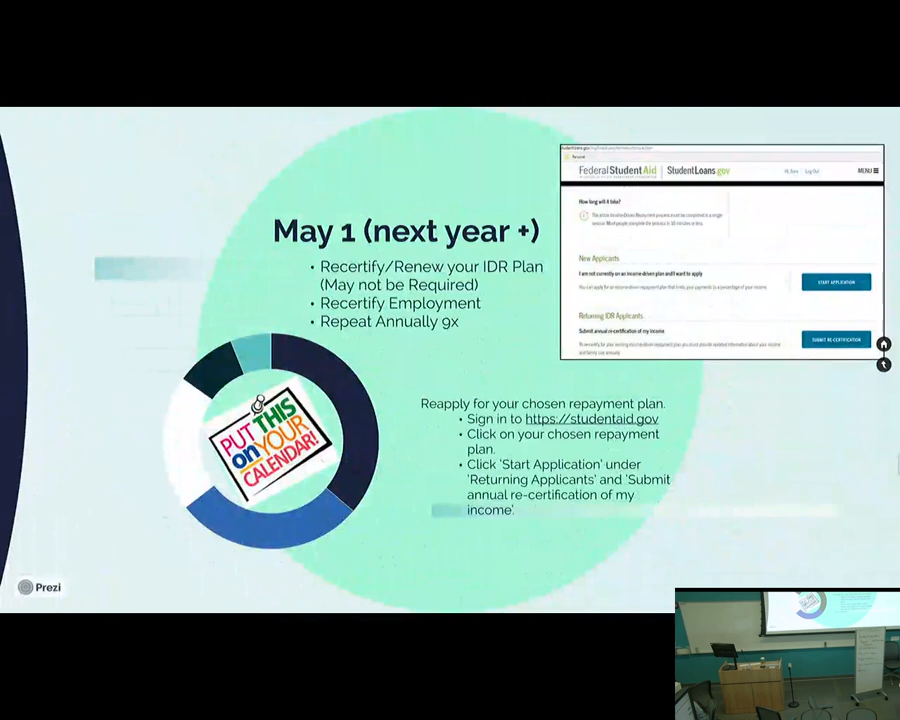 May 1 (next year +)
• Recertify/Renew your IDR Plan
(May not be Required)
• Recertify Employment
• Repeat Annually 9x
FederalStudentAid | StudentLoans.gov
Log Out
MENU
How long will it take?
New Applicants
I am not currently on an income-driven plan and I want to apply
START APPLICATION
Returning IDR Applicants
Submit annual re-certification of my income
SUBMIT RE-CERTIFICATION
PUT THIS
on YOUR
CALENDAR!
Reapply for your chosen repayment plan.
• Sign in to https://studentaid.gov
• Click on your chosen repayment
plan.
• Click 'Start Application' under
'Returning Applicants' and 'Submit
annual re-certification of my
income'.
Prezi